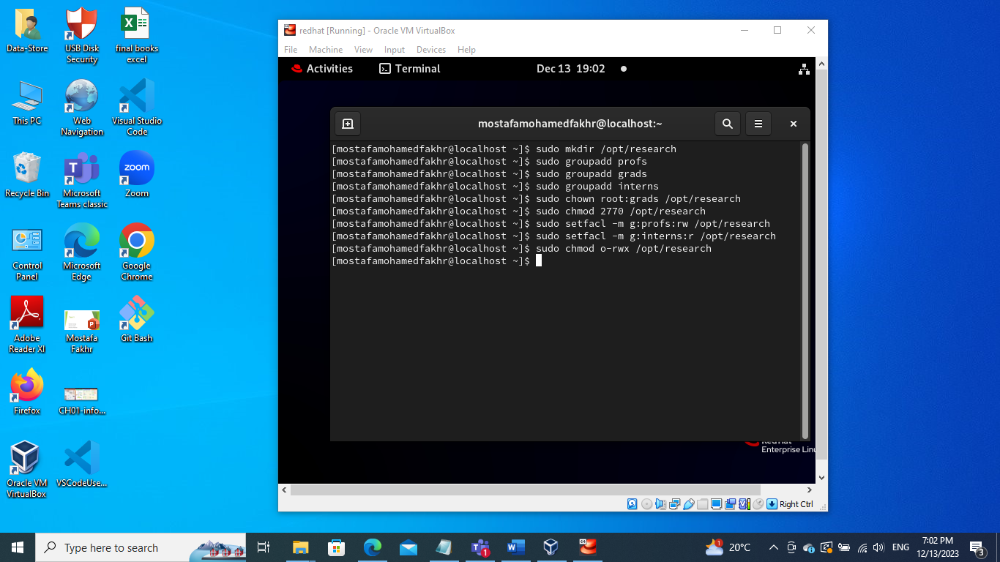 Data-Store
USB Disk
Security
final books
excel
This PC
Web
Navigation
Visual Studio
Code
Recycle Bin
Microsoft
Teams classic
zoom
Zoom
Control
Panel
Microsoft
Edge
Google
Chrome
Adobe
Reader XI
Mostafa
Fakhr
Git Bash
Firefox
CH01-info...
Oracle VM
VirtualBox
VSCodeUse...
redhat [Running] - Oracle VM VirtualBox
File Machine View Input Devices Help
Activities Terminal Dec 13 19:02
mostafamohamedfakhr@localhost:~
[mostafamohamedfakhr@localhost ~]$ sudo mkdir /opt/research
[mostafamohamedfakhr@localhost ~]$ sudo groupadd profs
[mostafamohamedfakhr@localhost ~]$ sudo groupadd grads
[mostafamohamedfakhr@localhost ~]$ sudo groupadd interns
[mostafamohamedfakhr@localhost ~]$ sudo chown root:grads /opt/research
[mostafamohamedfakhr@localhost ~]$ sudo chmod 2770 /opt/research
[mostafamohamedfakhr@localhost ~]$ sudo setfacl -m g:profs:rw /opt/research
[mostafamohamedfakhr@localhost ~]$ sudo setfacl -m g:interns:r /opt/research
[mostafamohamedfakhr@localhost ~]$ sudo chmod o-rwx /opt/research
[mostafamohamedfakhr@localhost ~]$
Red Hat
Enterprise Linu
Right Ctrl
Type here to search
1
1
20°C
ENG
7:02 PM
12/13/2023
3